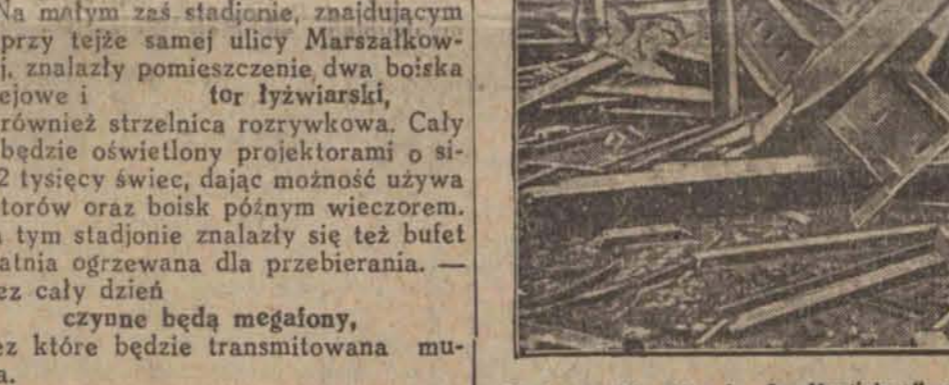 Na małym zaś stadjonie, znajdującym
przy tejże samej ulicy Marszałkow-
j, znalazły pomieszczenie dwa boiska
ejowe i tor łyżwiarski,
również strzelnica rozrywkowa. Cały
będzie oświetlony projektorami o si-
2 tysięcy świec, dając możność używa
torów oraz boisk późnym wieczorem.
tym stadjonie znalazły się też bufet
atnia ogrzewana dla przebierania. —
ez cały dzień
czynne będą megafony,
ez które będzie transmitowana mu-
a.